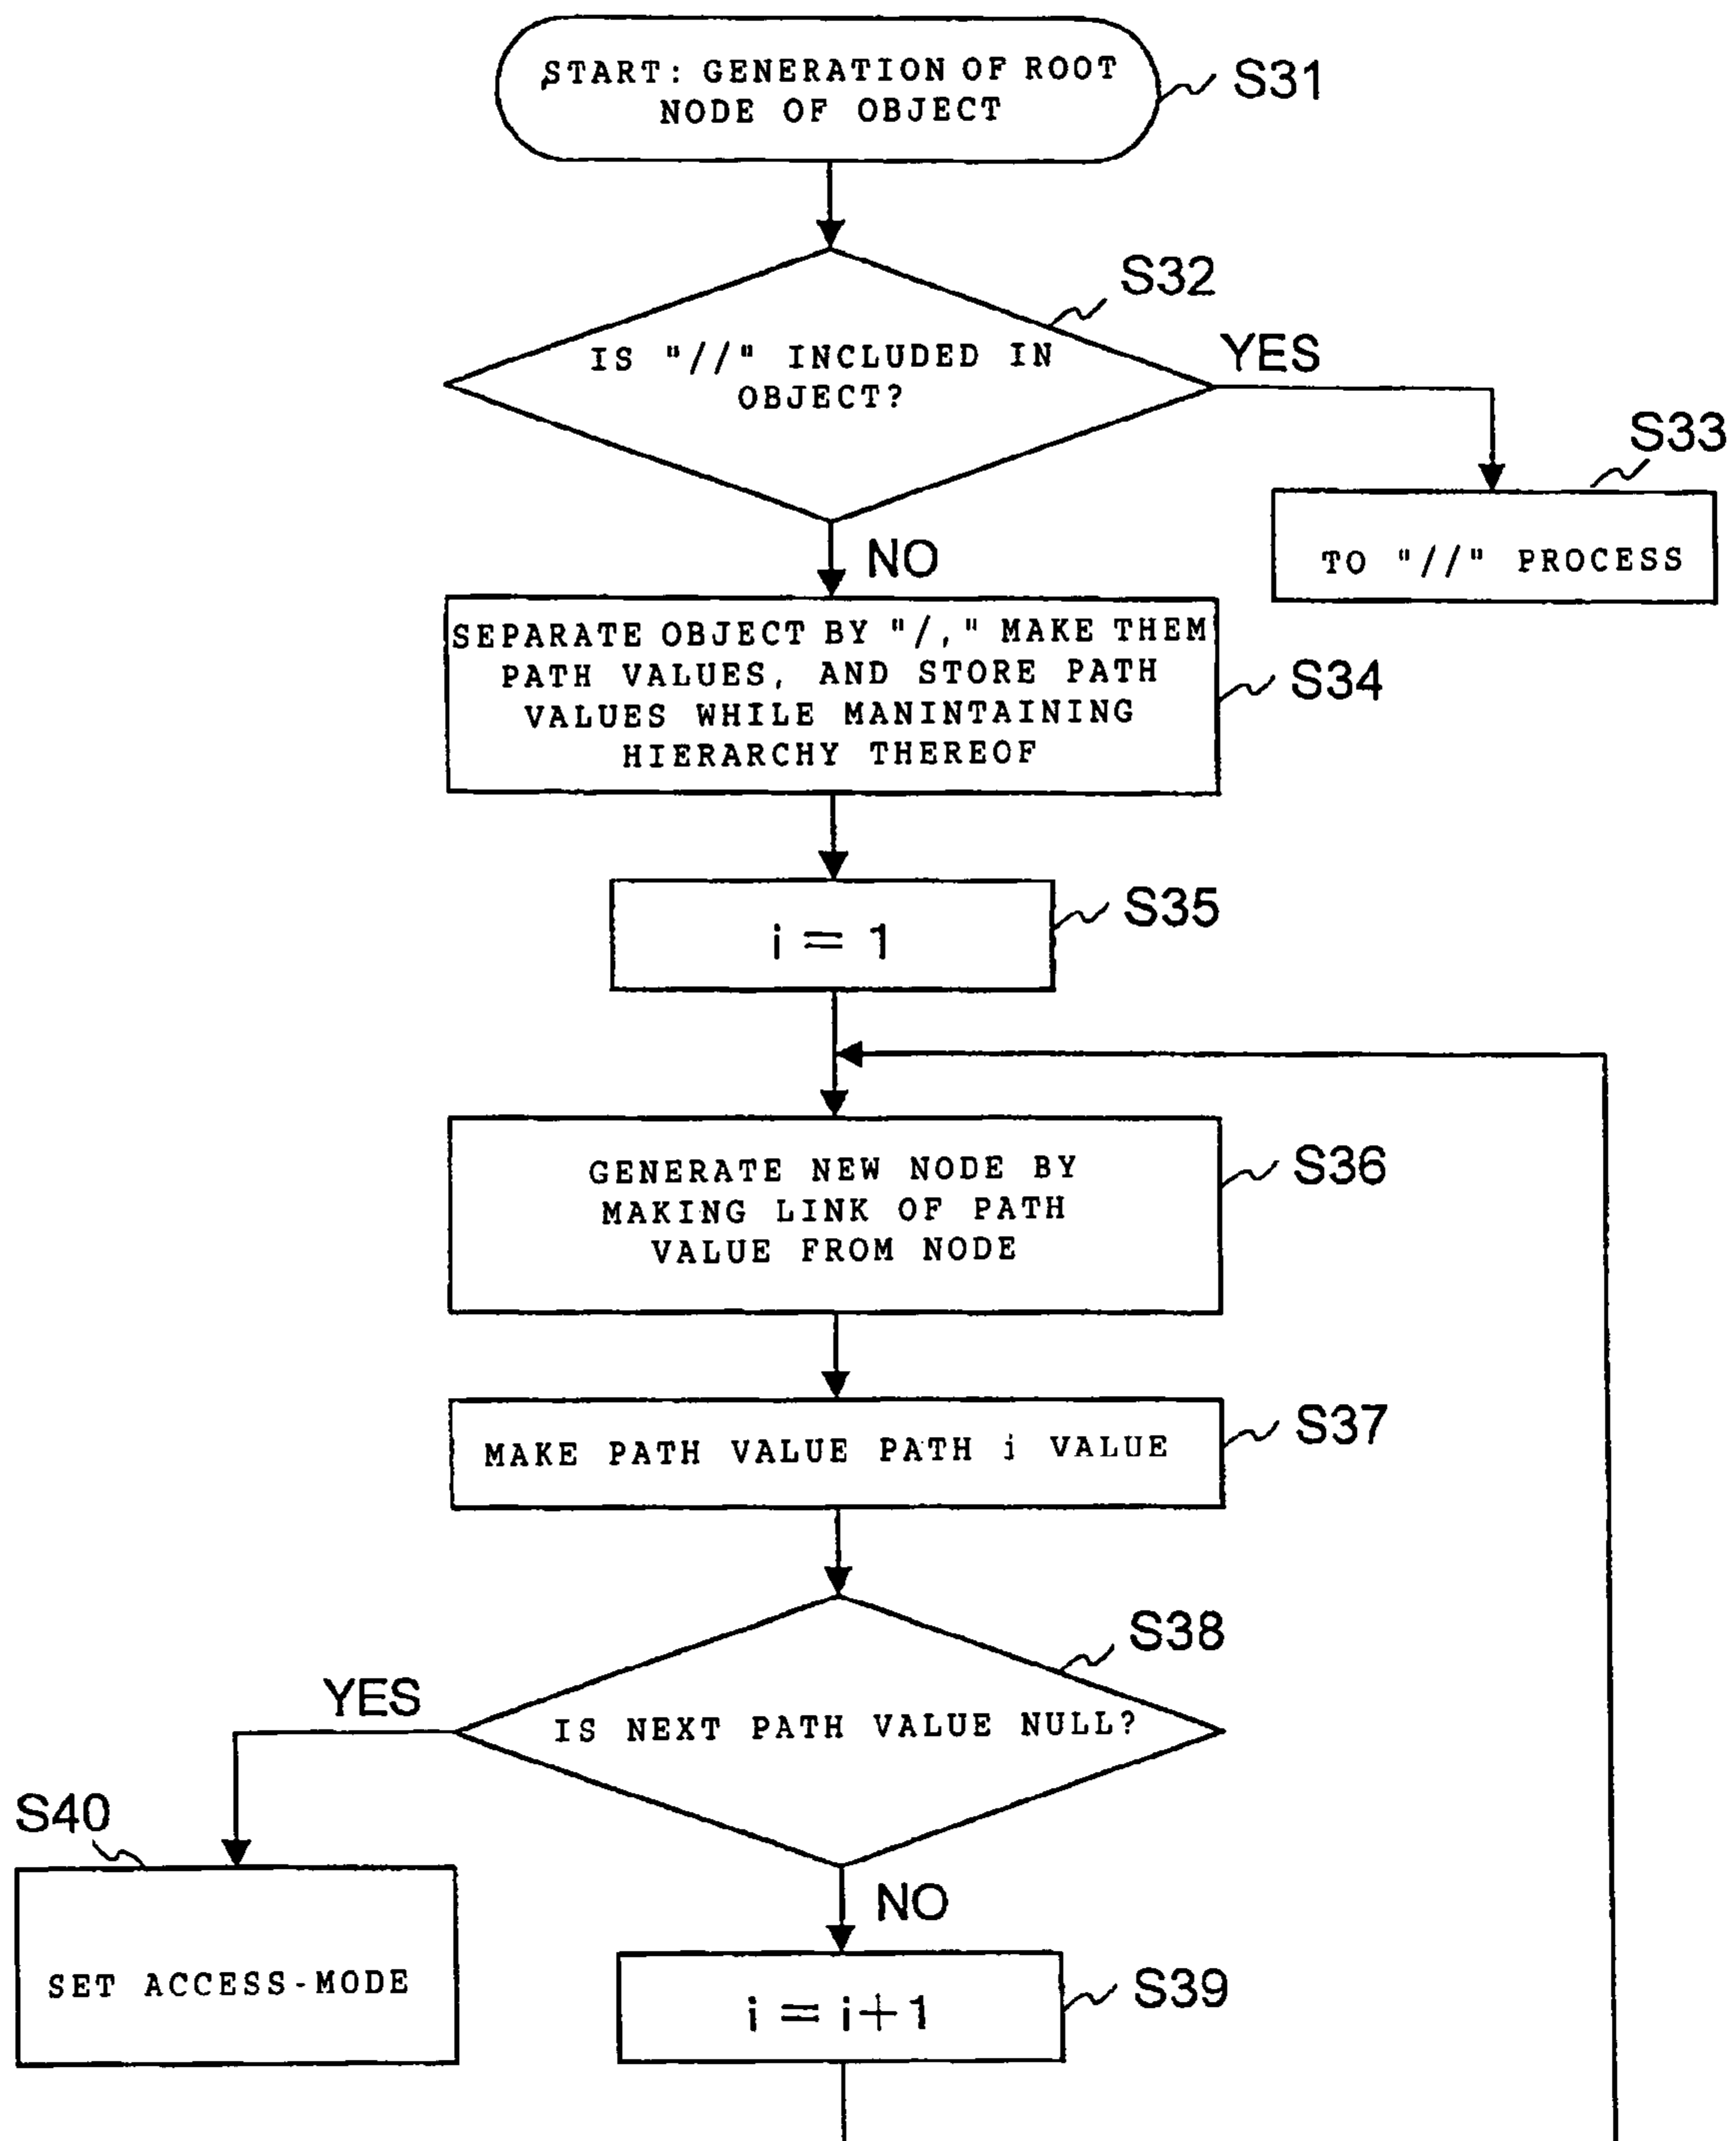 START: GENERATION OF ROOT
NODE OF OBJECT
S31
S32
IS "//" INCLUDED IN
OBJECT?
YES
S33
TO "//" PROCESS
NO
SEPARATE OBJECT BY "/," MAKE THEM
PATH VALUES, AND STORE PATH
VALUES WHILE MANINTAINING
HIERARCHY THEREOF
S34
i = 1
S35
GENERATE NEW NODE BY
MAKING LINK OF PATH
VALUE FROM NODE
S36
MAKE PATH VALUE PATH i VALUE
S37
S38
IS NEXT PATH VALUE NULL?
YES
S40
SET ACCESS-MODE
NO
i = i+1
S39